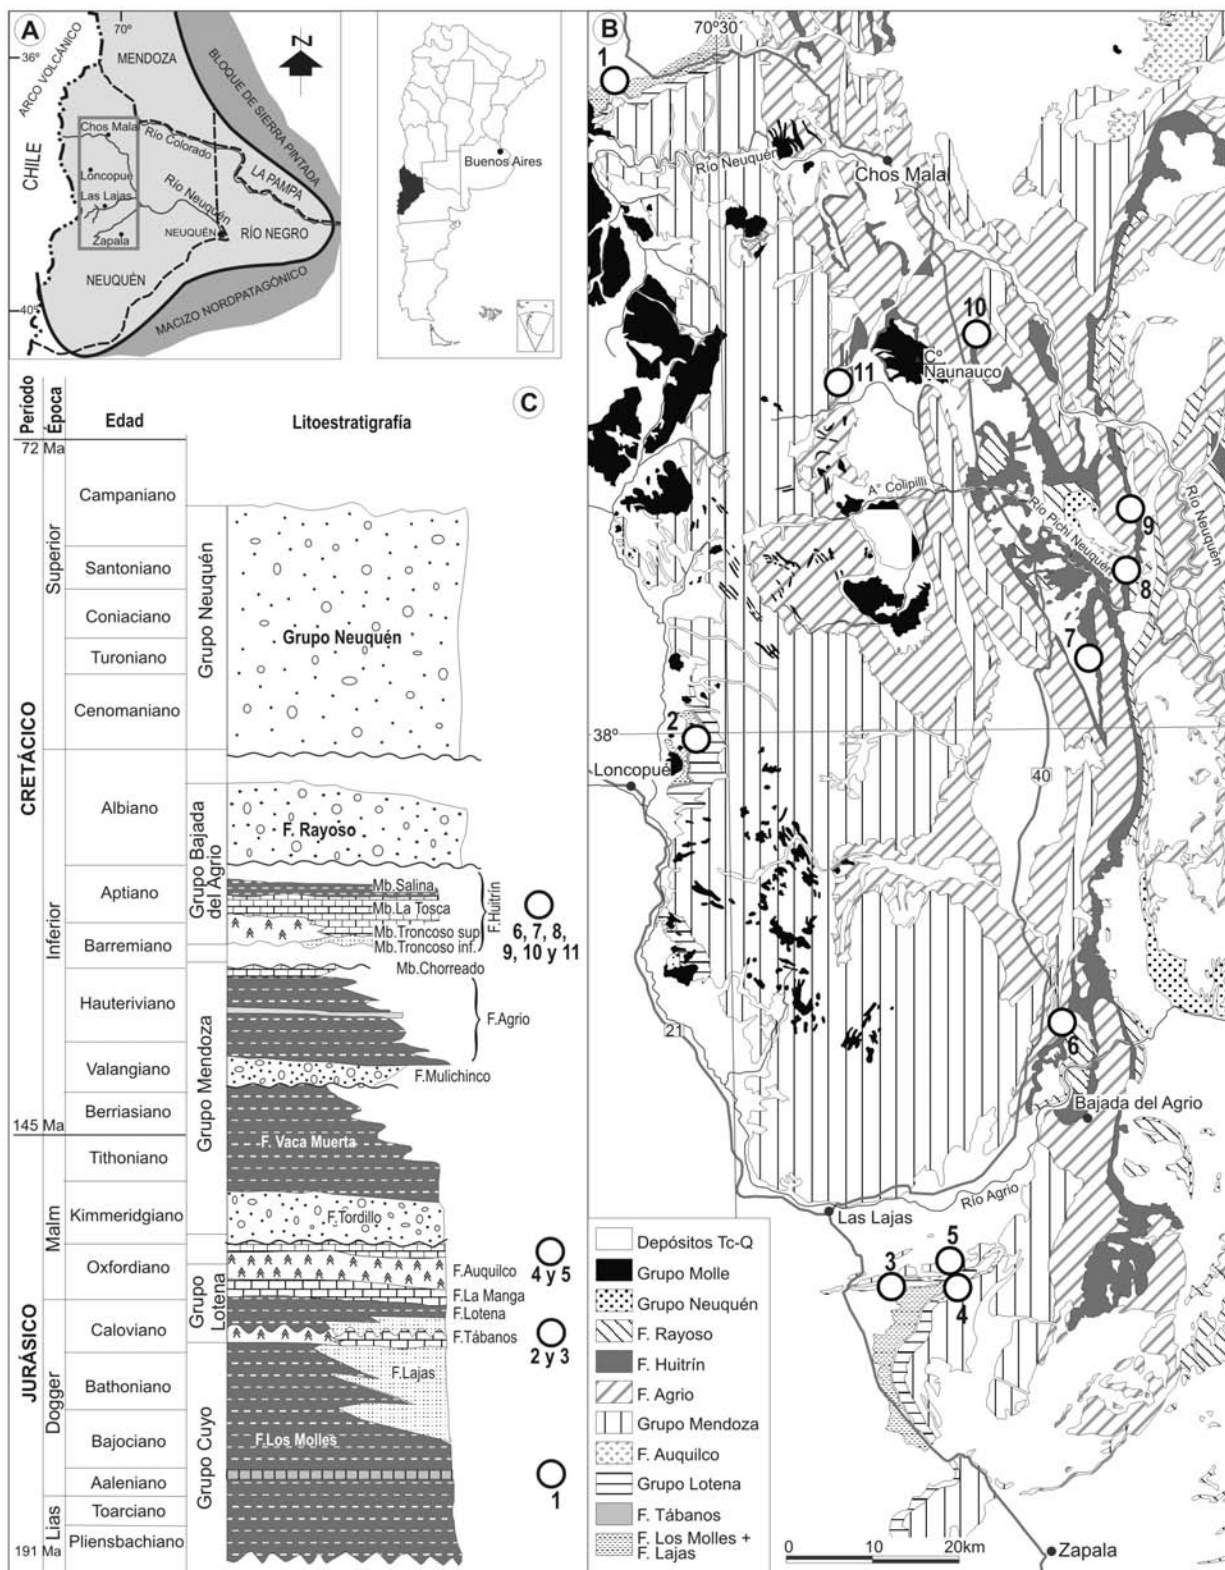 A
70º
36º
ARCO VOLCÁNICO
MENDOZA
BLOQUE DE SIERRA PINTADA
N
CHILE
Chos Malal
Río Colorado
LA PAMPA
Loncopué
Las Lajas
Río Neuquén
Zapala
NEUQUÉN
RÍO NEGRO
NEUQUÉN
MACIZO NORDPATAGÓNICO
40º
Buenos Aires
C
Período
Época
Edad
Litoestratigrafía
72 Ma
CRETÁCICO
Superior
Campaniano
Santoniano
Coniaciano
Turoniano
Cenomaniano
Grupo Neuquén
Grupo Neuquén
Inferior
Albiano
Aptiano
Barremiano
Hauteriviano
Valangiano
Berriasiano
Grupo Bajada
del Agrio
F. Rayoso
Mb.Salina
Mb.La Tosca
Mb.Troncoso sup.
Mb.Troncoso inf.
F.Huitrín
6, 7, 8,
9, 10 y 11
Mb.Chorreado
F.Agrio
Grupo Mendoza
F.Mulichinco
F. Vaca Muerta
145 Ma
JURÁSICO
Malm
Tithoniano
Kimmeridgiano
Oxfordiano
F.Tordillo
Grupo
Lotena
F.Auquilco
F.La Manga
F.Lotena
F.Tábanos
4 y 5
2 y 3
Dogger
Caloviano
Bathoniano
Bajociano
Aaleniano
Grupo Cuyo
F.Lajas
F.Los Molles
1
Lias
Toarciano
Pliensbachiano
191 Ma
B
70º30
1
Río Neuquén
Chos Malal
10
11
Cº
Naunauco
Aº Colipilli
Río Pichi Neuquén
Río Neuquén
9
8
7
2
38º
Loncopué
40
21
6
Bajada del Agrio
Río Agrio
Las Lajas
5
3
4
Depósitos Tc-Q
Grupo Molle
Grupo Neuquén
F. Rayoso
F. Huitrín
F. Agrio
Grupo Mendoza
F. Auquilco
Grupo Lotena
F. Tábanos
F. Los Molles +
F. Lajas
0
20km
Zapala